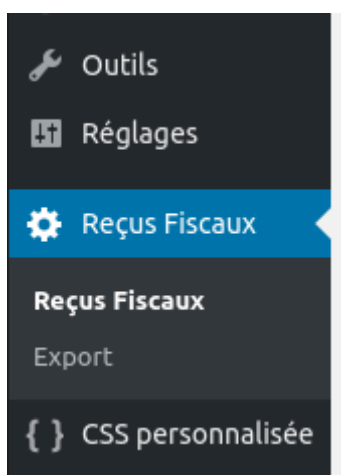 Outils
Réglages
Reçus Fiscaux
Reçus Fiscaux
Export
{ } CSS personnalisée